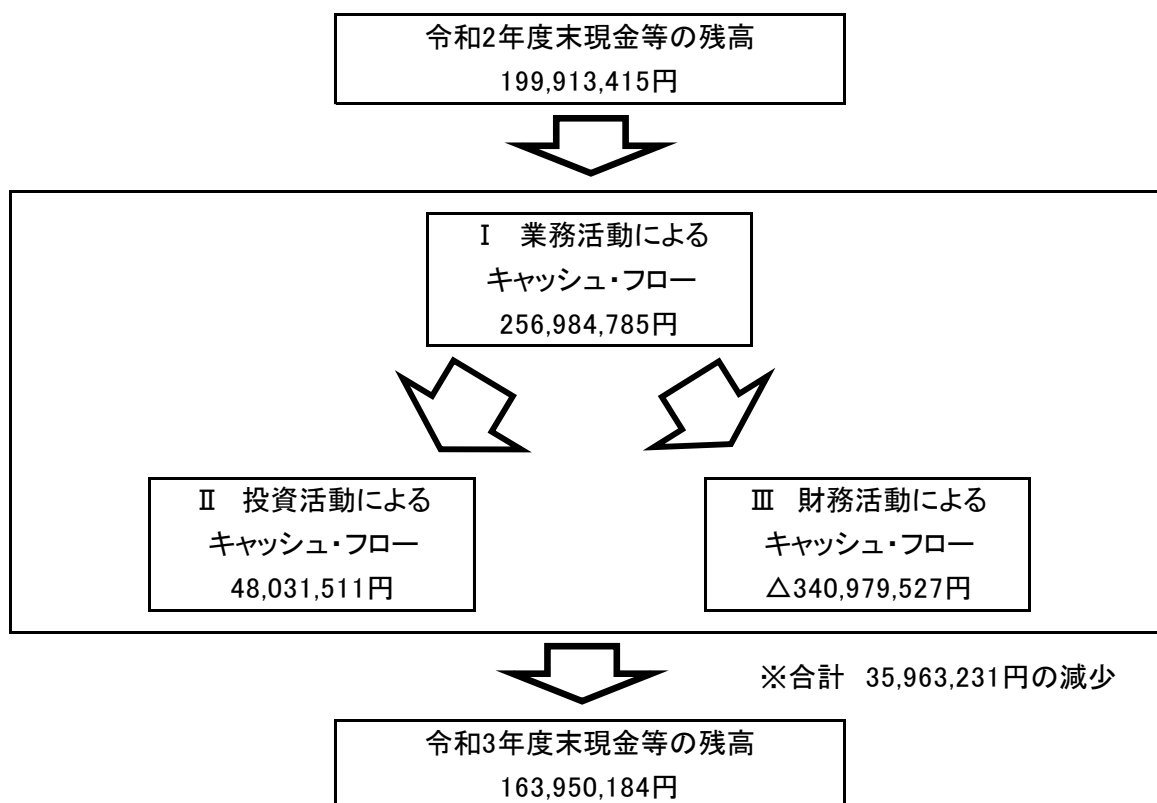 令和2年度末現金等の残高
199,913,415円
Ⅰ　業務活動による
キャッシュ・フロー
256,984,785円
Ⅱ　投資活動による
キャッシュ・フロー
48,031,511円
Ⅲ　財務活動による
キャッシュ・フロー
△340,979,527円
※合計　35,963,231円の減少
令和3年度末現金等の残高
163,950,184円